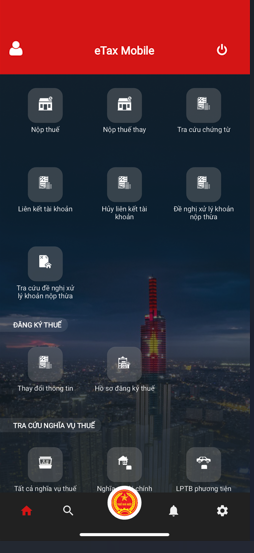 eTax Mobile
Nộp thuế
Nộp thuế thay
Tra cứu chứng từ
Liên kết tài khoản
Hủy liên kết tài
khoản
Đề nghị xử lý khoản
nộp thừa
Tra cứu đề nghị xử
lý khoản nộp thừa
ĐĂNG KÝ THUẾ
Thay đổi thông tin
Hồ sơ đăng ký thuế
TRA CỨU NGHĨA VỤ THUẾ
Tất cả nghĩa vụ thuế
Nghĩa chính
LPTB phương tiện